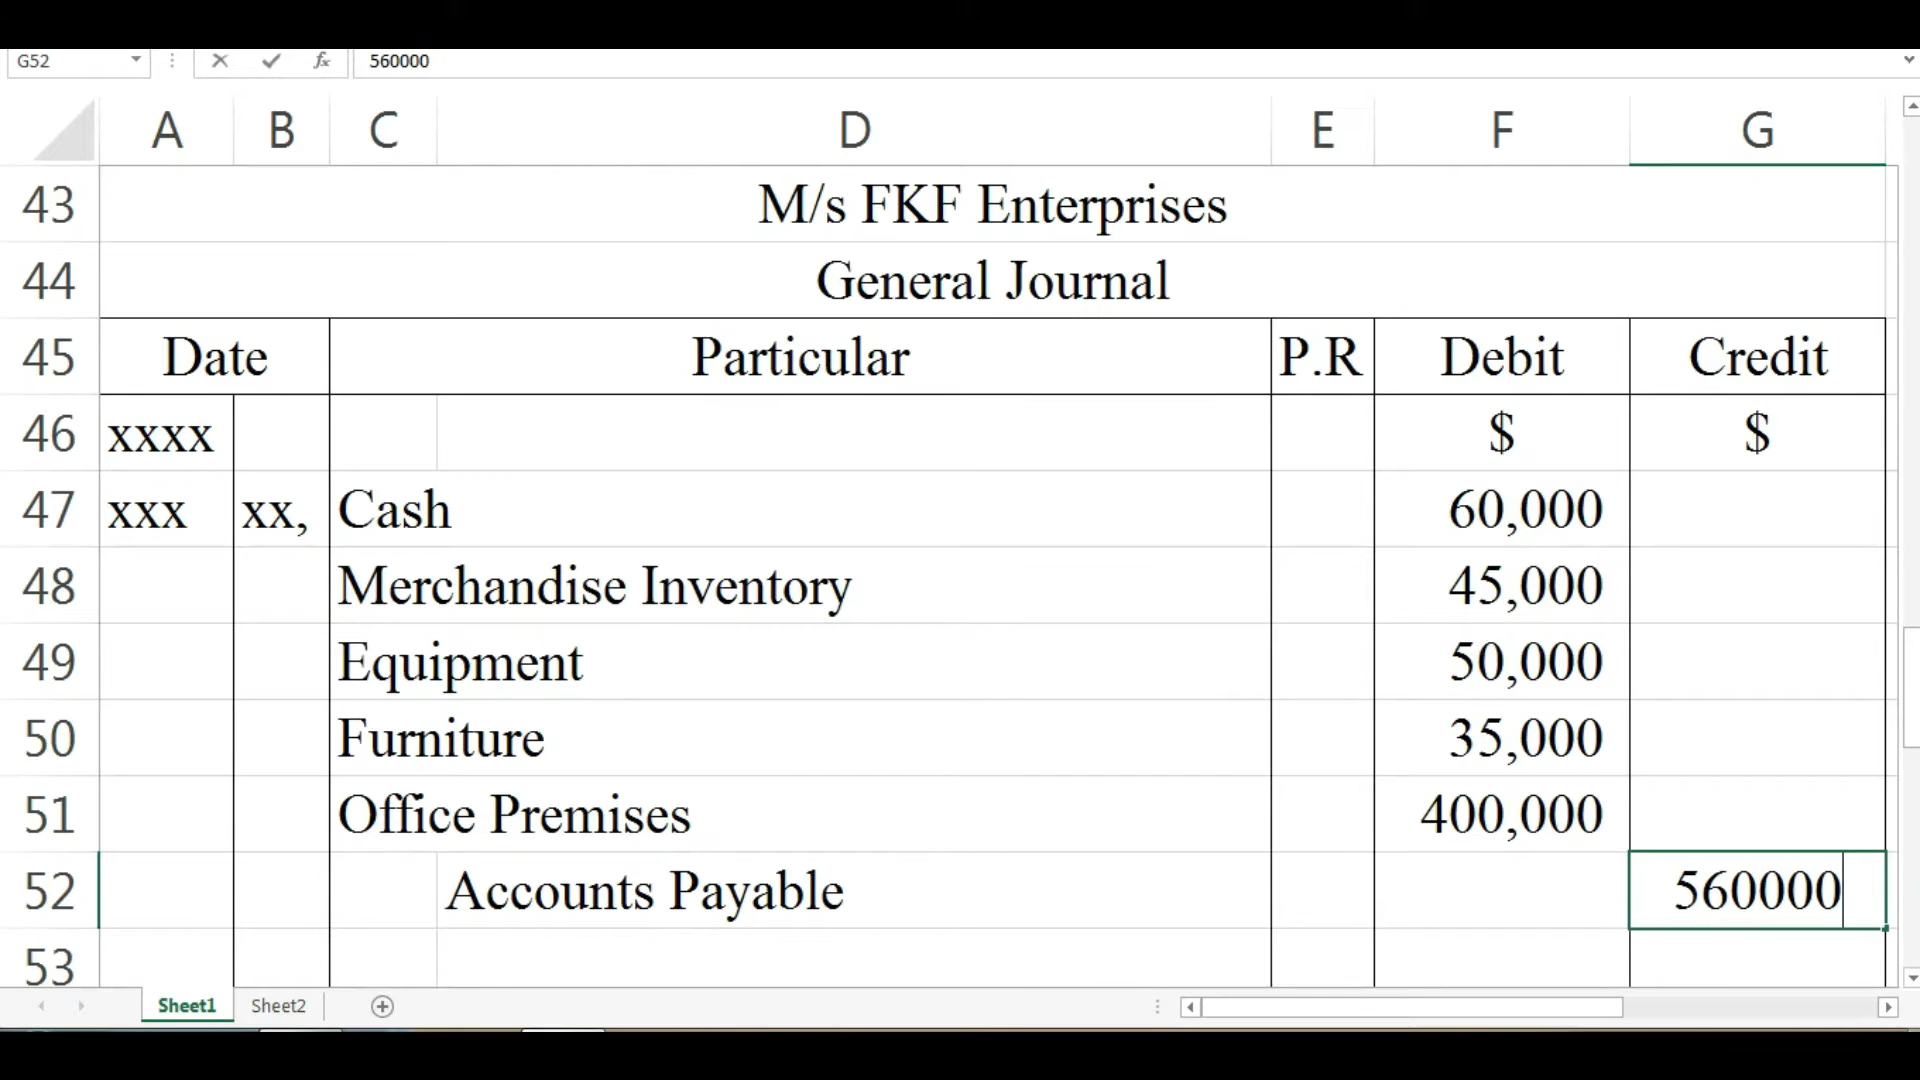 G52 fx 560000
A B C D E F G
43 M/s FKF Enterprises
44 General Journal
45 Date Particular P.R Debit Credit
46 xxxx $ $
47 xxx xx, Cash 60,000
48 Merchandise Inventory 45,000
49 Equipment 50,000
50 Furniture 35,000
51 Office Premises 400,000
52 Accounts Payable 560000
53
Sheet1 Sheet2